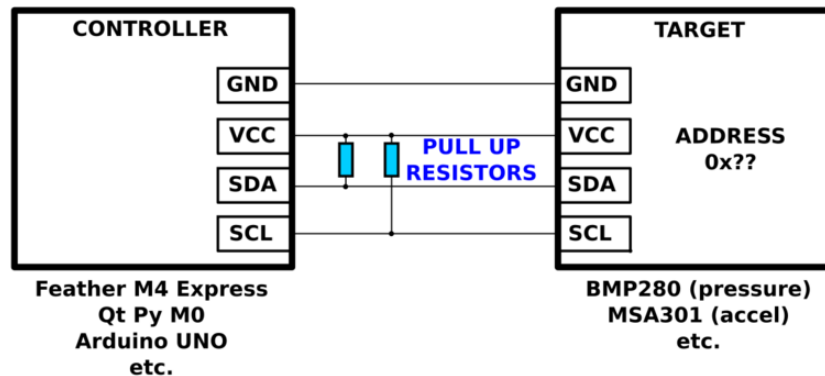 CONTROLLER
GND
VCC
SDA
SCL
PULL UP
RESISTORS
TARGET
GND
VCC
SDA
SCL
ADDRESS
0x??
Feather M4 Express
Qt Py M0
Arduino UNO
etc.
BMP280 (pressure)
MSA301 (accel)
etc.